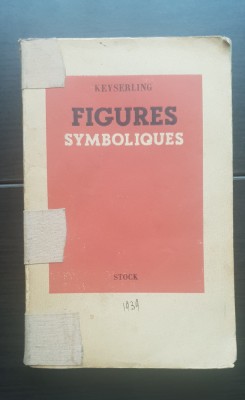 KEYSERLING
FIGURES
SYMBOLIQUES
STOCK
1939